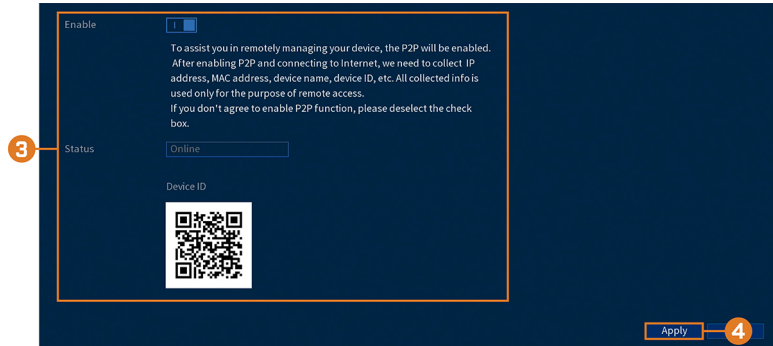 Enable
I
To assist you in remotely managing your device, the P2P will be enabled.
After enabling P2P and connecting to Internet, we need to collect IP
address, MAC address, device name, device ID, etc. All collected info is
used only for the purpose of remote access.
If you don't agree to enable P2P function, please deselect the check
box.
3
Status
Online
Device ID
Apply
4